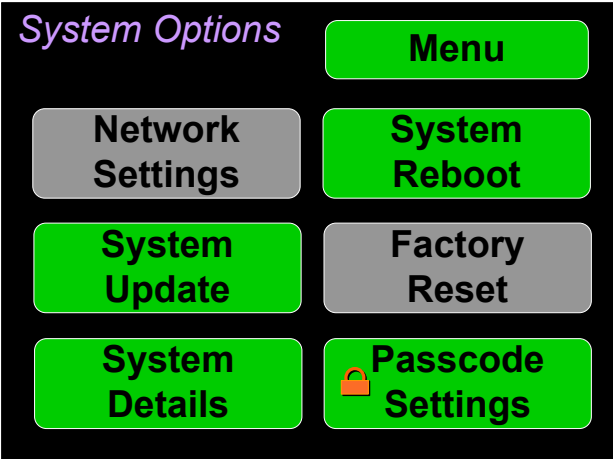 System Options
Menu
Network
Settings
System
Reboot
System
Update
Factory
Reset
System
Details
Passcode
Settings